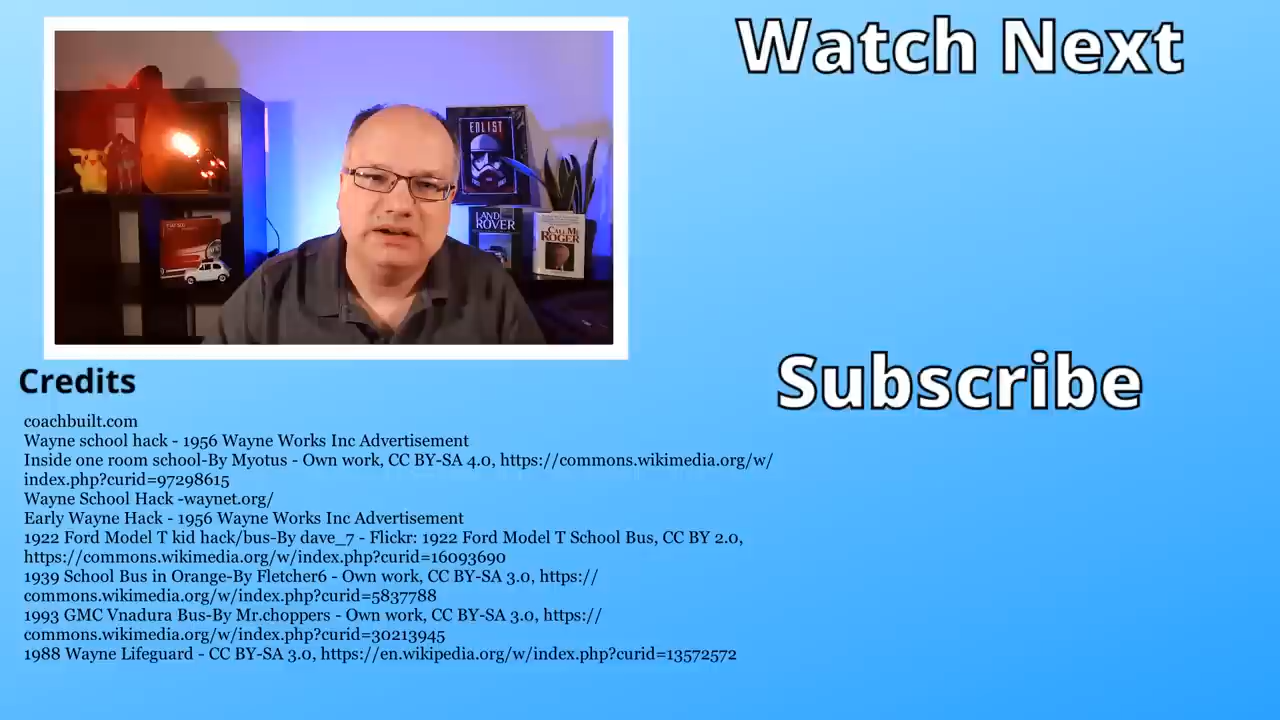 Watch Next
ENLIST
LAND
ROVER
CALL ME
ROGER
Subscribe
Credits
coachbuilt.com
Wayne school hack - 1956 Wayne Works Inc Advertisement
Inside one room school-By Myotus - Own work, CC BY-SA 4.0, https://commons.wikimedia.org/w/
index.php?curid=97298615
Wayne School Hack -waynet.org/
Early Wayne Hack - 1956 Wayne Works Inc Advertisement
1922 Ford Model T kid hack/bus-By dave_7 - Flickr: 1922 Ford Model T School Bus, CC BY 2.0,
https://commons.wikimedia.org/w/index.php?curid=16093690
1939 School Bus in Orange-By Fletcher6 - Own work, CC BY-SA 3.0, https://
commons.wikimedia.org/w/index.php?curid=5837788
1993 GMC Vnadura Bus-By Mr.choppers - Own work, CC BY-SA 3.0, https://
commons.wikimedia.org/w/index.php?curid=30213945
1988 Wayne Lifeguard - CC BY-SA 3.0, https://en.wikipedia.org/w/index.php?curid=13572572